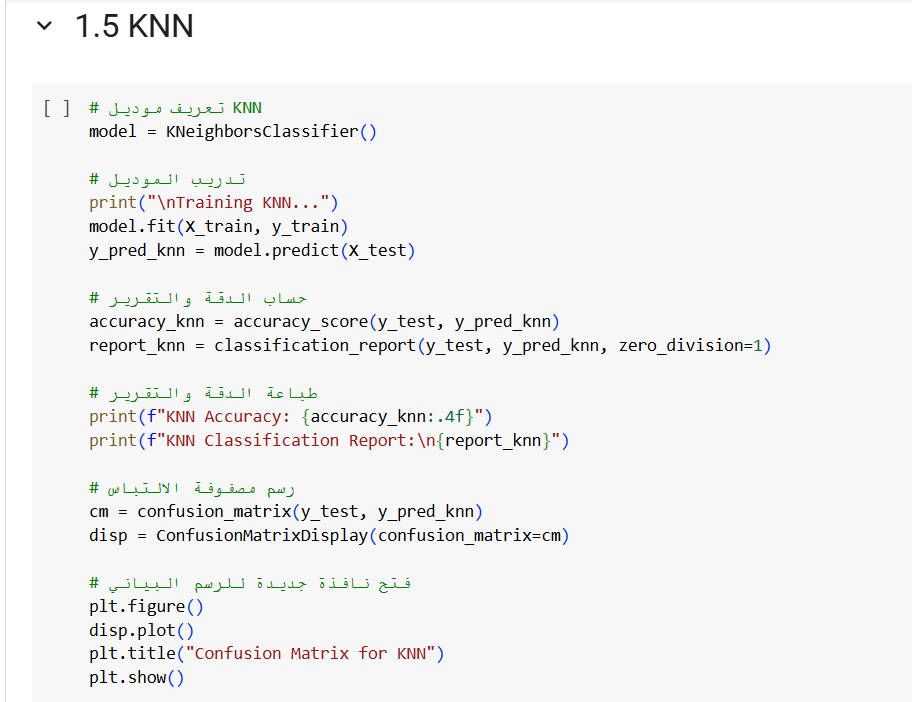 1.5 KNN
[ ] # تعريف موديل KNN
model = KNeighborsClassifier()
# تدريب الموديل
print("\nTraining KNN...")
model.fit(X_train, y_train)
y_pred_knn = model.predict(X_test)
# حساب الدقة والتقرير
accuracy_knn = accuracy_score(y_test, y_pred_knn)
report_knn = classification_report(y_test, y_pred_knn, zero_division=1)
# طباعة الدقة والتقرير
print(f"KNN Accuracy: {accuracy_knn:.4f}")
print(f"KNN Classification Report:\n{report_knn}")
# رسم مصفوفة الالتباس
cm = confusion_matrix(y_test, y_pred_knn)
disp = ConfusionMatrixDisplay(confusion_matrix=cm)
# فتح نافذة جديدة للرسم البياني
plt.figure()
disp.plot()
plt.title("Confusion Matrix for KNN")
plt.show()